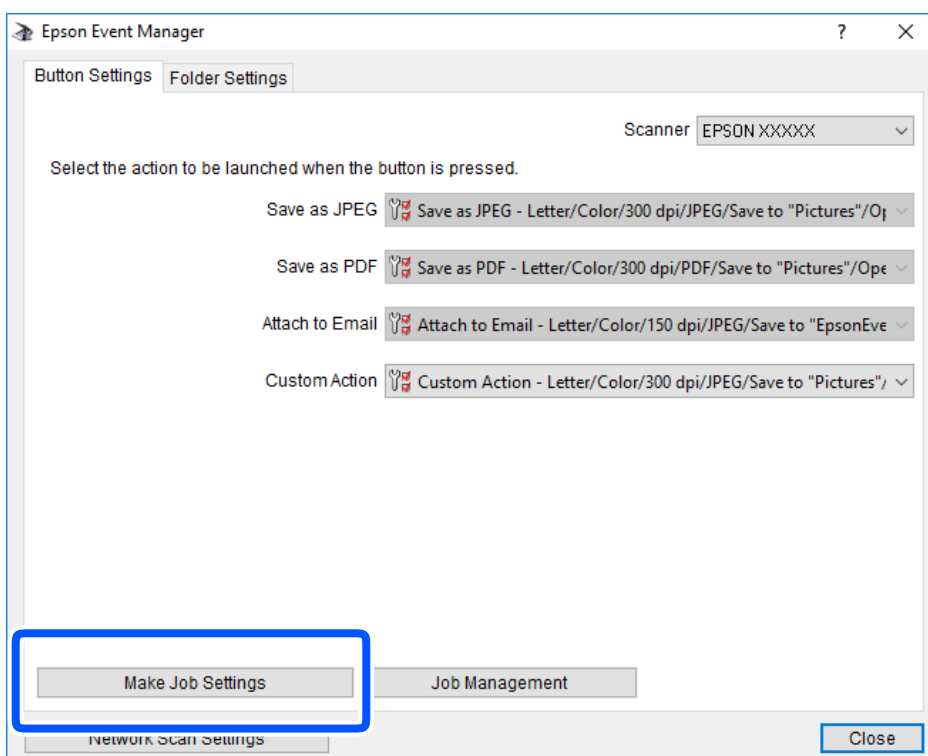 Epson Event Manager
?
Button Settings
Folder Settings
Scanner EPSON XXXXX
Select the action to be launched when the button is pressed.
Save as JPEG Save as JPEG - Letter/Color/300 dpi/JPEG/Save to "Pictures"/Op
Save as PDF Save as PDF - Letter/Color/300 dpi/PDF/Save to "Pictures"/Ope
Attach to Email Attach to Email - Letter/Color/150 dpi/JPEG/Save to "EpsonEve
Custom Action Custom Action - Letter/Color/300 dpi/JPEG/Save to "Pictures"/
Make Job Settings
Job Management
Network Scan Settings
Close